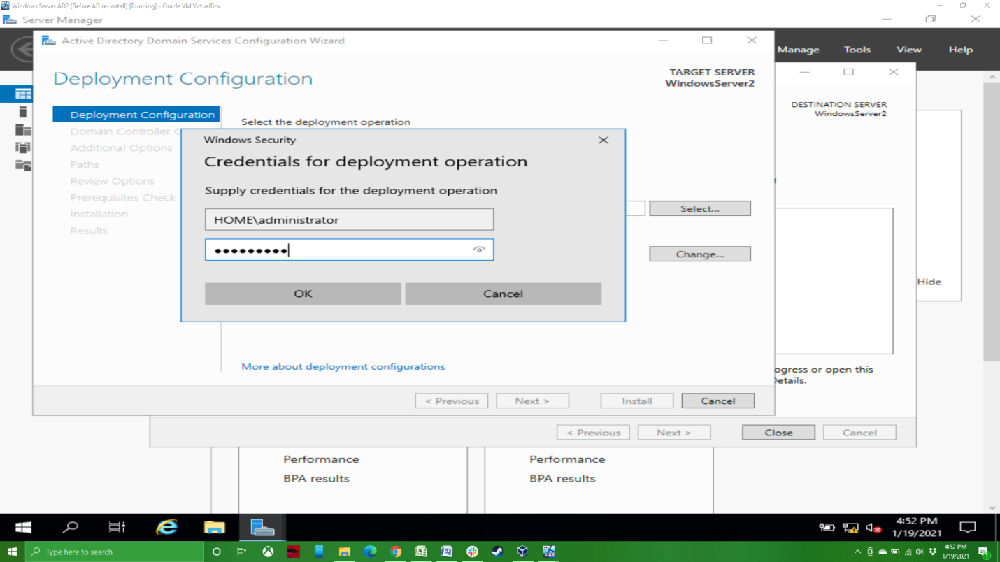 Windows Server AD2 (Before AD re-install) [Running] - Oracle VM VirtualBox
Server Manager
Manage Tools View Help
Active Directory Domain Services Configuration Wizard
Deployment Configuration
TARGET SERVER
WindowsServer2
DESTINATION SERVER
WindowsServer2
Deployment Configuration
Domain Controller
Additional Options
Paths
Review Options
Prerequisites Check
Installation
Results
Select the deployment operation
Windows Security
Credentials for deployment operation
Supply credentials for the deployment operation
HOME\administrator
●●●●●●●●●
OK Cancel
Select...
Change...
Hide
More about deployment configurations
ogress or open this
etails.
< Previous Next > Install Cancel
< Previous Next > Close Cancel
Performance Performance
BPA results BPA results
4:52 PM
1/19/2021
Type here to search
4:52 PM
1/19/2021